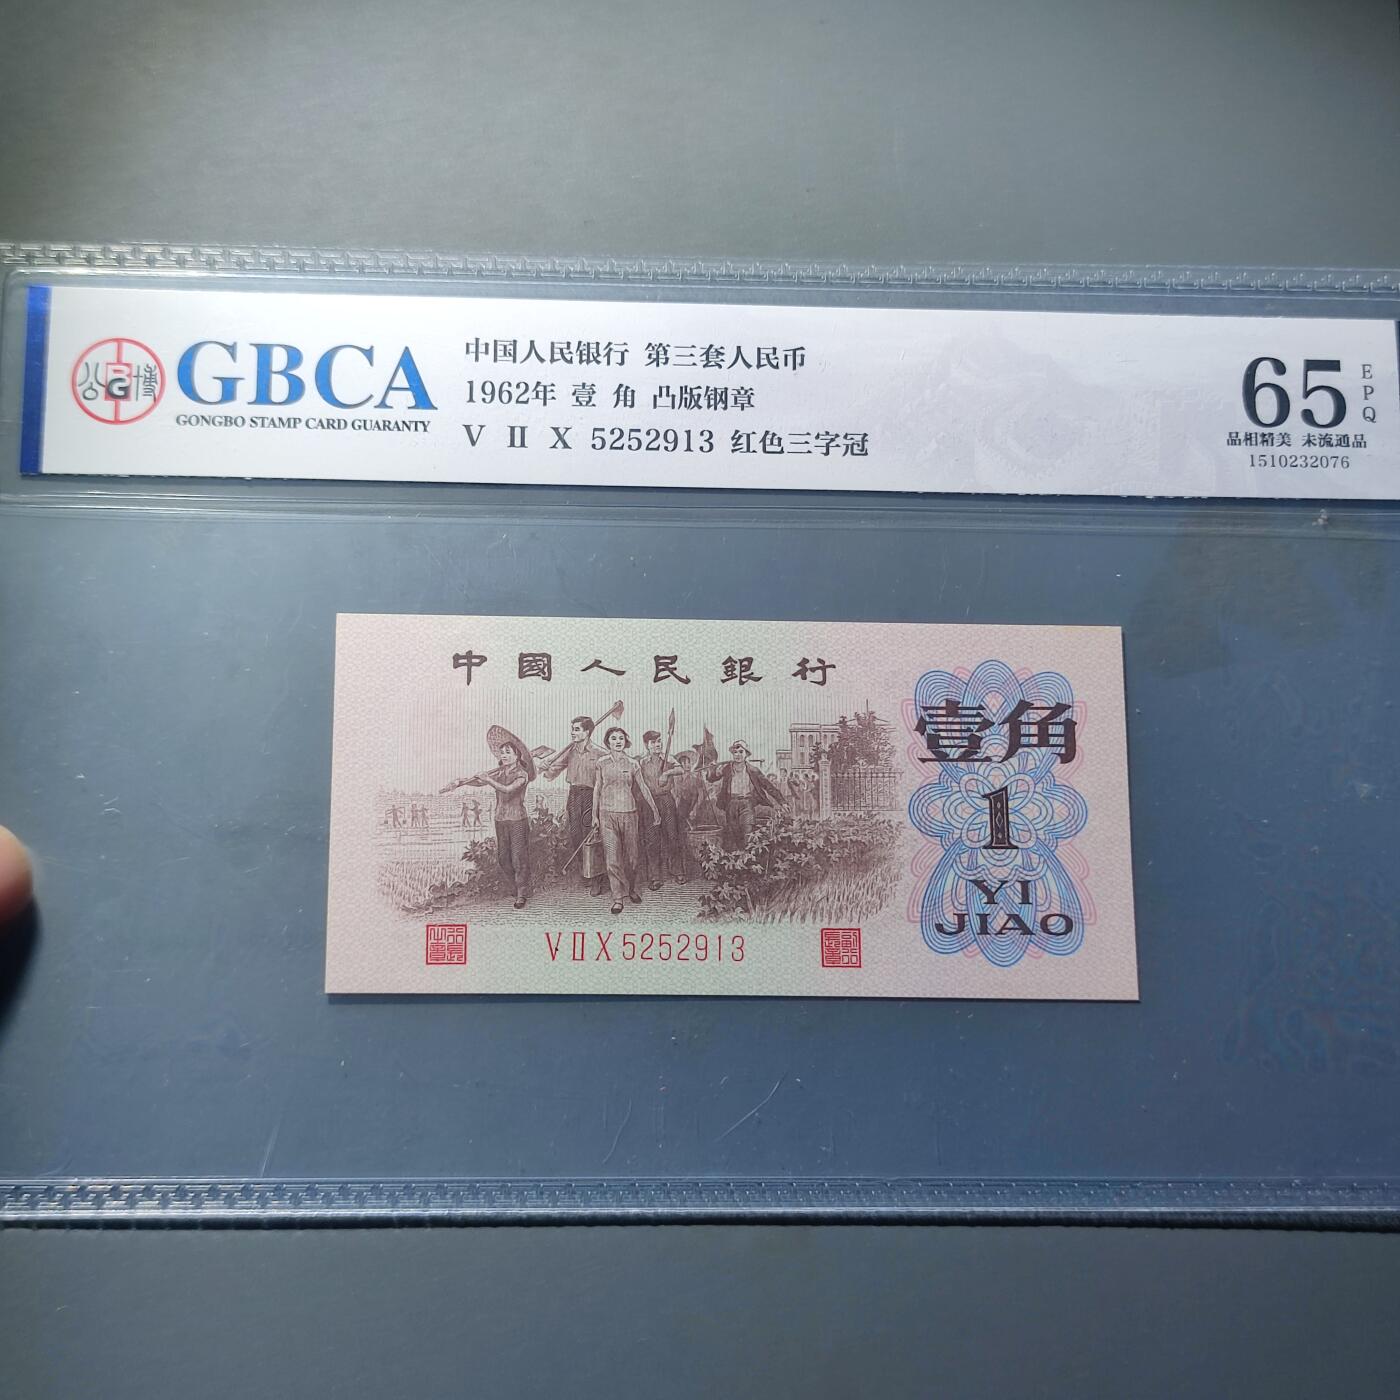 公博
G
GBCA
GONGBO STAMP CARD GUARANTY
中国人民银行 第三套人民币
1962年 壹 角 凸版钢章
V II X 5252913 红色三字冠
65
EPQ
品相精美 未流通品
1510232076
中國人民銀行
壹角
1
YI
JIAO
V II X 5252913